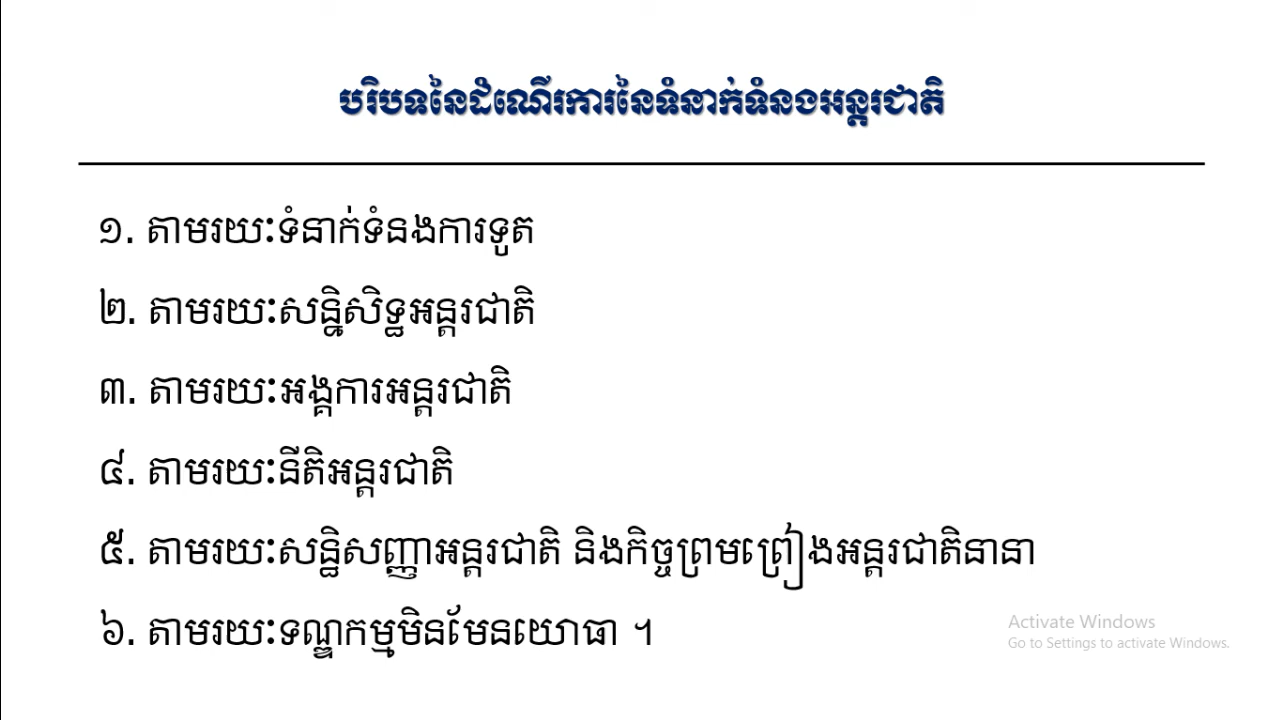 បរិបទនៃដំណើរការនៃទំនាក់ទំនងអន្តរជាតិ
១. តាមរយៈទំនាក់ទំនងការទូត
២. តាមរយៈសន្និសិទ្ឋអន្តរជាតិ
៣. តាមរយៈអង្គការអន្តរជាតិ
៤. តាមរយៈនីតិអន្តរជាតិ
៥. តាមរយៈសន្ឋិសញ្ញាអន្តរជាតិ និងកិច្ចព្រមព្រៀងអន្តរជាតិនានា
៦. តាមរយៈទណ្ឌកម្មមិនមែនយោធា ។
Activate Windows
Go to Settings to activate Windows.